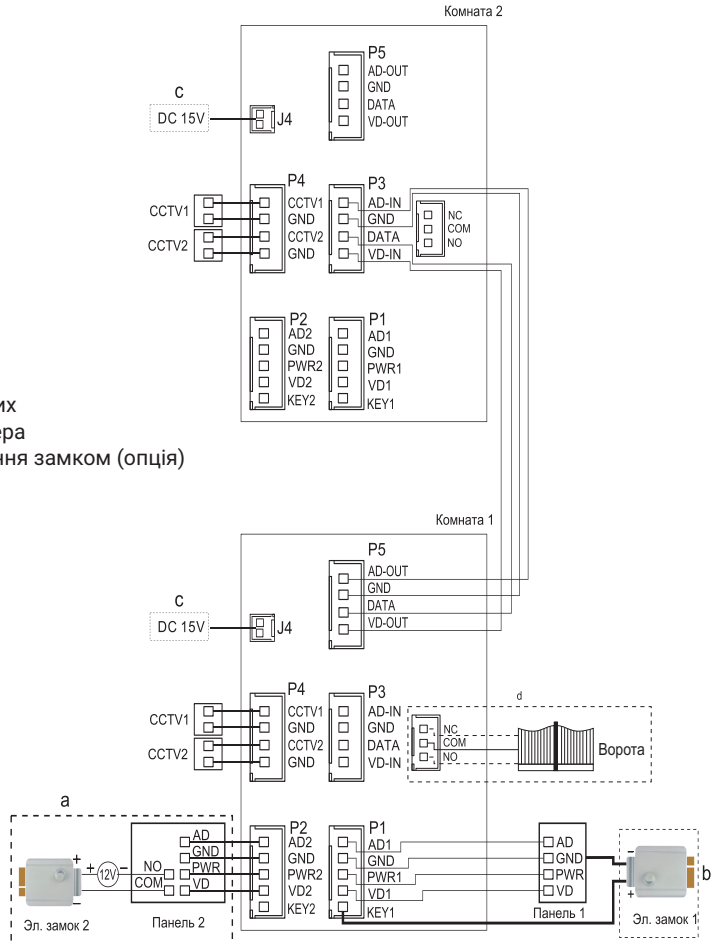 Комната 2
P5
AD-OUT
GND
DATA
VD-OUT
c
DC 15V
J4
P4
CCTV1
GND
CCTV2
GND
P3
AD-IN
GND
DATA
VD-IN
NC
COM
NO
CCTV1
CCTV2
P2
AD2
GND
PWR2
VD2
KEY2
P1
AD1
GND
PWR1
VD1
KEY1
их
ера
ння замком (опція)
Комната 1
P5
AD-OUT
GND
DATA
VD-OUT
c
DC 15V
J4
P4
CCTV1
GND
CCTV2
GND
P3
AD-IN
GND
DATA
VD-IN
d
NC
COM
NO
Ворота
CCTV1
CCTV2
a
P2
AD2
GND
PWR2
VD2
KEY2
P1
AD1
GND
PWR1
VD1
KEY1
AD
GND
PWR
VD
NO
COM
+
+
12V
−
−
Эл. замок 2
Панель 2
AD
GND
PWR
VD
Панель 1
−
+
b
Эл. замок 1